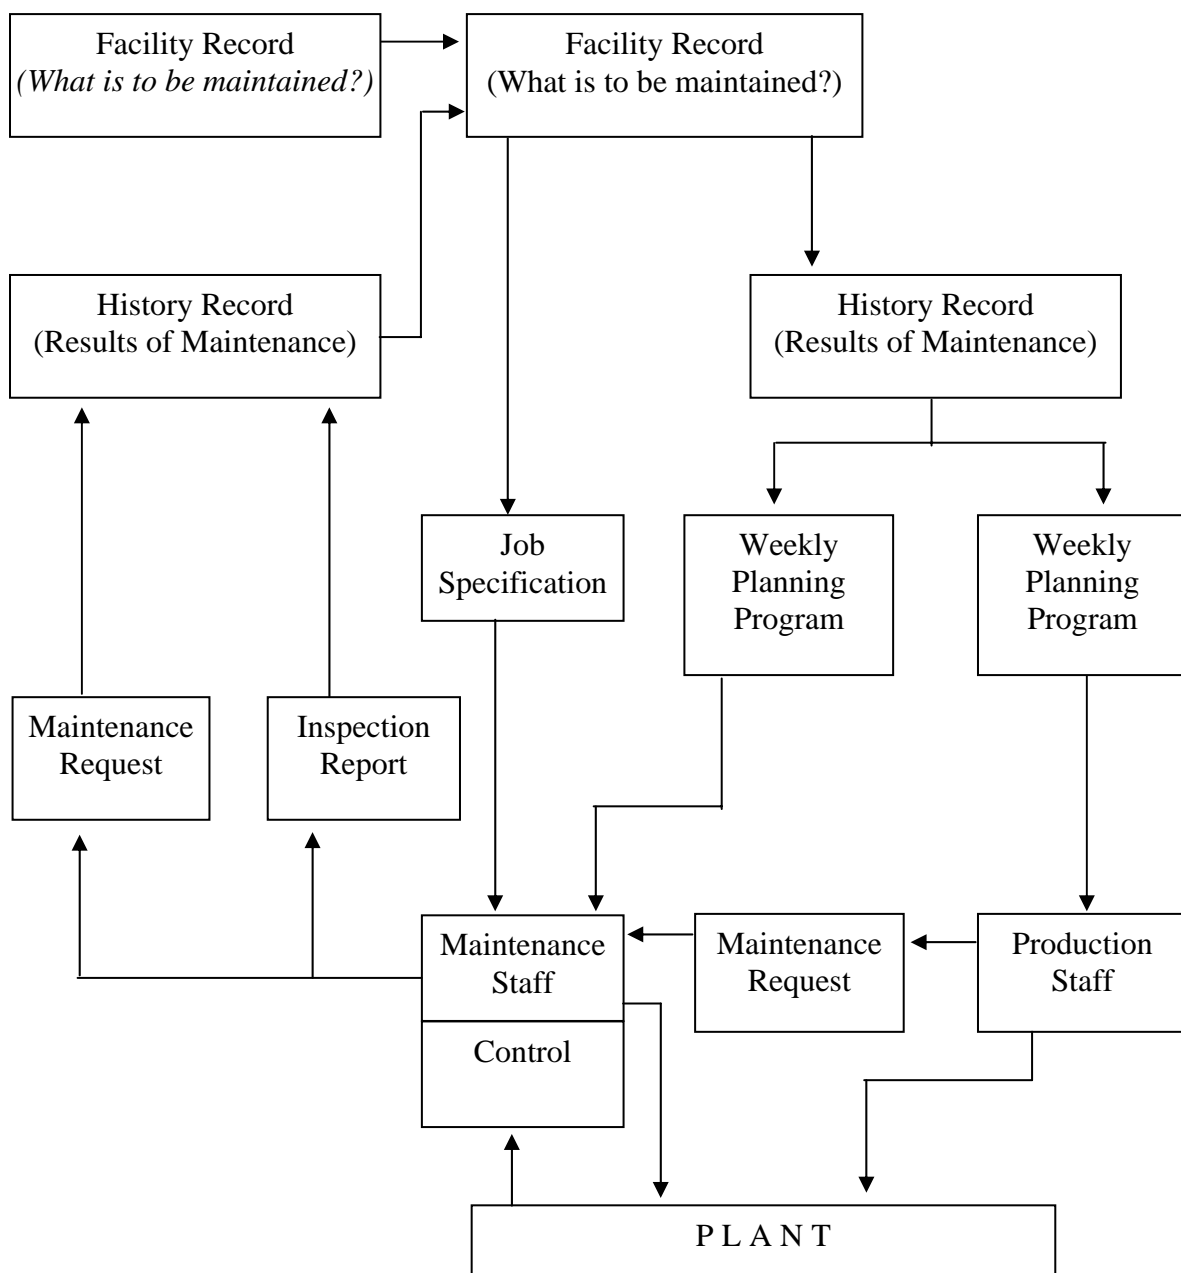 Facility Record
(What is to be maintained?)
Facility Record
(What is to be maintained?)
History Record
(Results of Maintenance)
History Record
(Results of Maintenance)
Job
Specification
Weekly
Planning
Program
Weekly
Planning
Program
Maintenance
Request
Inspection
Report
Maintenance
Staff
Control
Maintenance
Request
Production
Staff
P L A N T